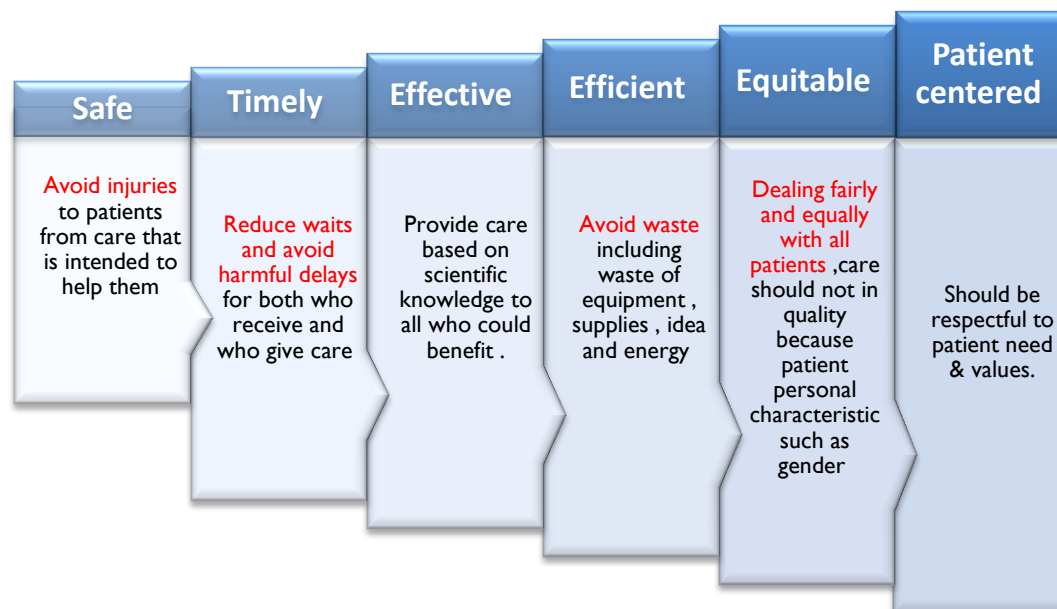 Safe
Avoid injuries
to patients
from care that
is intended to
help them
Timely
Reduce waits
and avoid
harmful delays
for both who
receive and
who give care
Effective
Provide care
based on
scientific
knowledge to
all who could
benefit .
Efficient
Avoid waste
including
waste of
equipment ,
supplies , idea
and energy
Equitable
Dealing fairly
and equally
with all
patients ,care
should not in
quality
because
patient
personal
characteristic
such as
gender
Patient
centered
Should be
respectful to
patient need
& values.